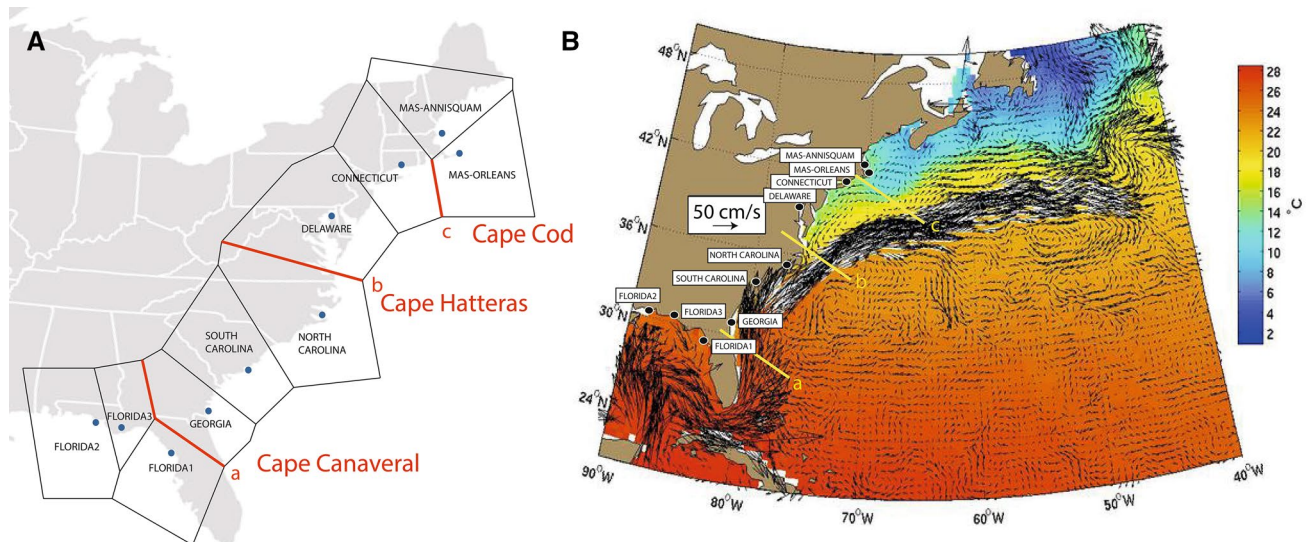 A
MAS-ANNISQUAM
MAS-ORLEANS
CONNECTICUT
c
Cape Cod
DELAWARE
b
Cape Hatteras
SOUTH
CAROLINA
NORTH
CAROLINA
FLORIDA3
GEORGIA
FLORIDA2
FLORIDA1
a
Cape Canaveral
B
48°N
42°N
36°N
30°N
24°N
MAS-ANNISQUAM
MAS-ORLEANS
CONNECTICUT
DELAWARE
50 cm/s
c
NORTH CAROLINA
b
SOUTH CAROLINA
FLORIDA2
FLORIDA3
GEORGIA
FLORIDA1
a
90°W
80°W
70°W
60°W
50°W
40°W
28
26
24
22
20
18
16
14
12
10
8
6
4
2
°C